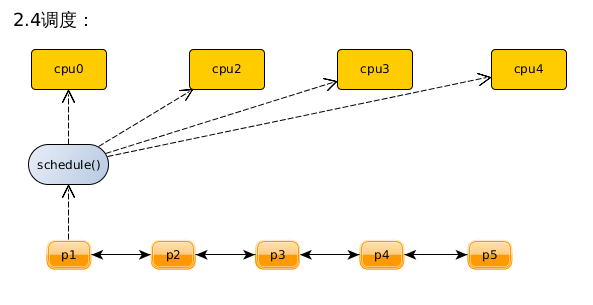 2.4调度：
cpu0 cpu2 cpu3 cpu4
schedule()
p1 p2 p3 p4 p5